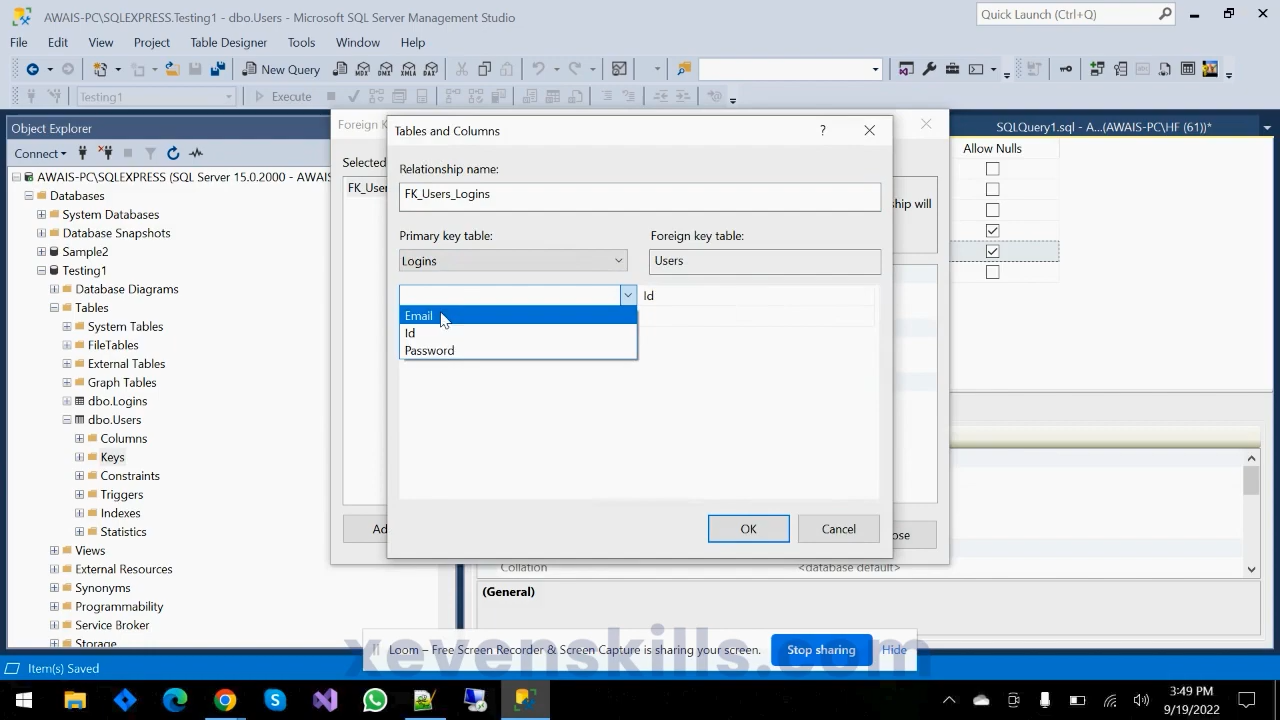 AWAIS-PC\SQLEXPRESS.Testing1 - dbo.Users - Microsoft SQL Server Management Studio
Quick Launch (Ctrl+Q)
File Edit View Project Table Designer Tools Window Help
New Query
Testing1 Execute
Object Explorer
Foreign K
Tables and Columns
?
SQLQuery1.sql - A...(AWAIS-PC\HF (61))*
Connect
Allow Nulls
Selected
Relationship name:
AWAIS-PC\SQLEXPRESS (SQL Server 15.0.2000 - AWAIS
FK_User
FK_Users_Logins
ship will
Databases
System Databases
Database Snapshots
Sample2
Testing1
Database Diagrams
Tables
System Tables
FileTables
External Tables
Graph Tables
dbo.Logins
dbo.Users
Columns
Keys
Constraints
Triggers
Indexes
Statistics
Views
External Resources
Synonyms
Programmability
Service Broker
Storage
Primary key table:
Foreign key table:
Logins
Users
Id
Email
Id
Password
OK
Cancel
Ad
ose
Collation
<database default>
(General)
xevenskills.com
Loom – Free Screen Recorder & Screen Capture is sharing your screen.
Stop sharing
Hide
Item(s) Saved
3:49 PM
9/19/2022